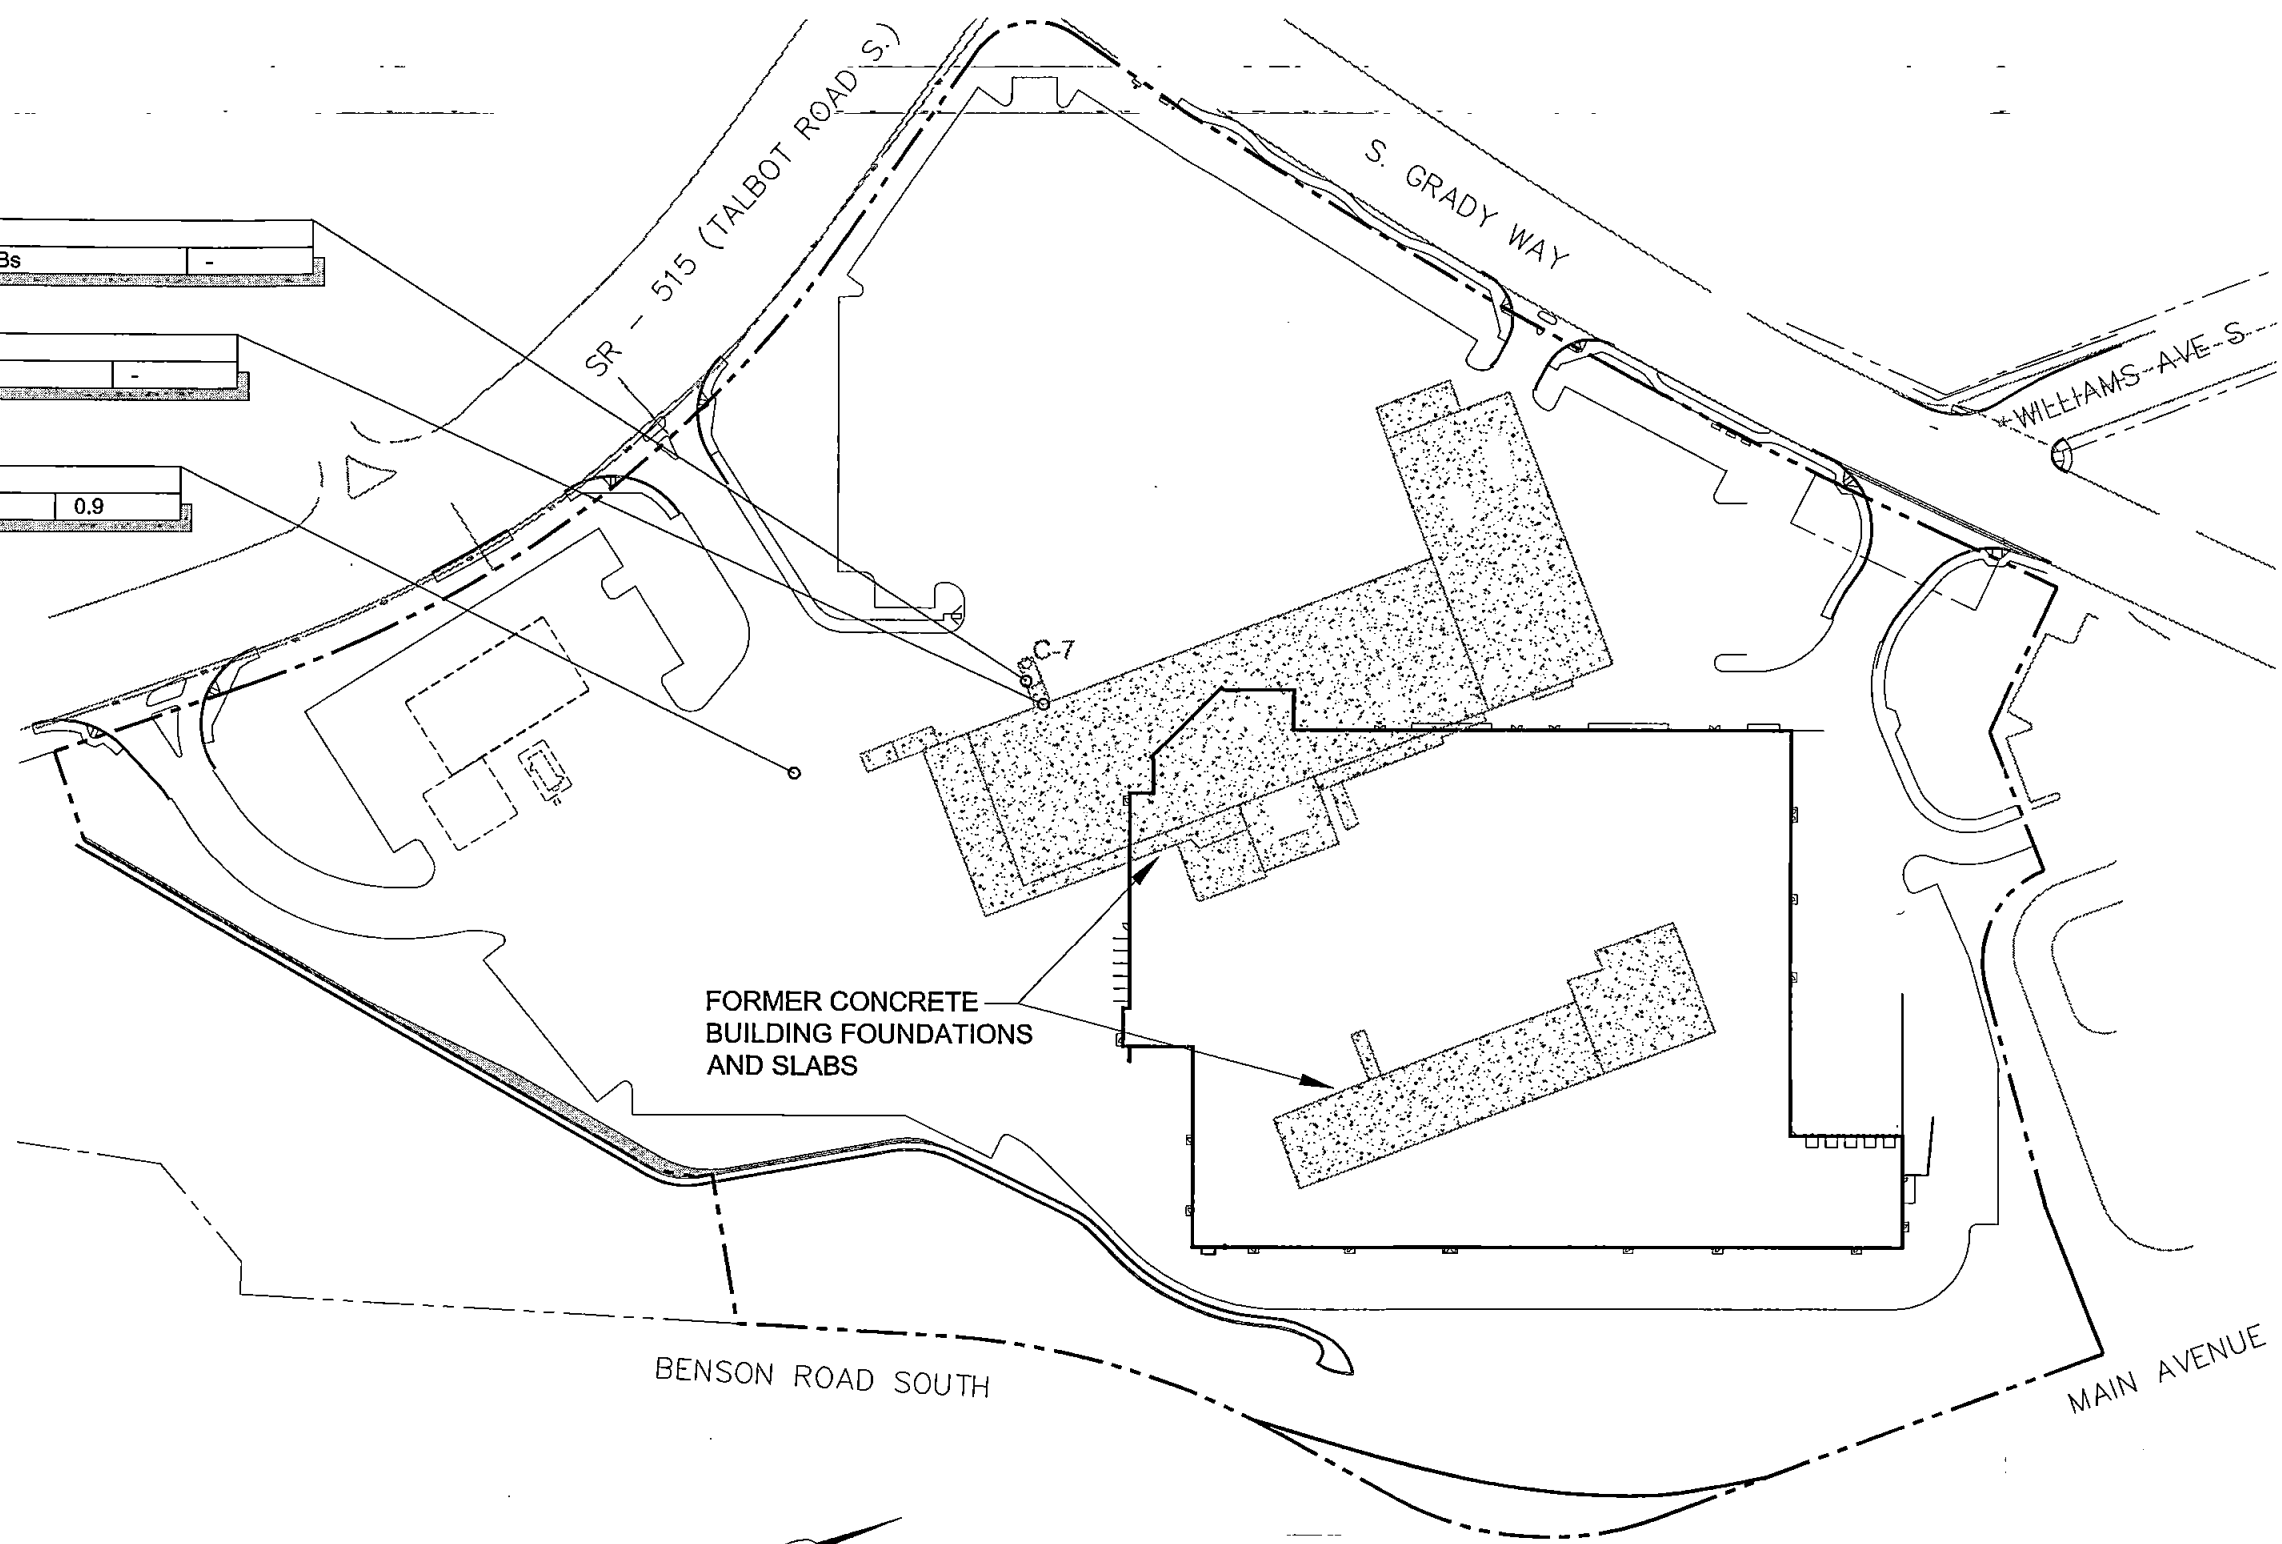 SR - 515 (TALBOT ROAD S.)
S. GRADY WAY
Bs -
WILLIAMS AVE S
-
0.9
C-7
FORMER CONCRETE
BUILDING FOUNDATIONS
AND SLABS
BENSON ROAD SOUTH
MAIN AVENUE